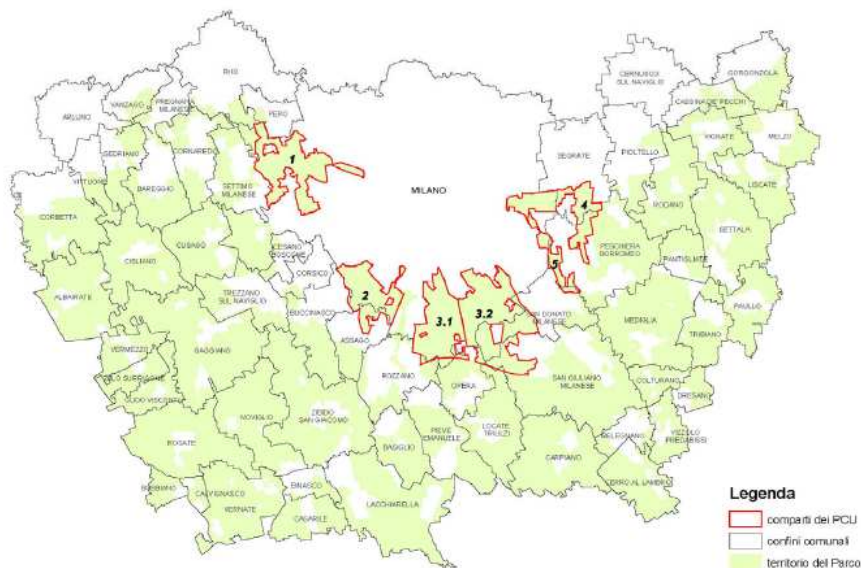 RHO
CERNUSCO
SUL NAVIGLIO
GORGONZOLA
VANZAGO
PREGNANA
MILANESE
PERO
CASSINA DE' PECCHI
ARLUNO
VIGNATE
MELZO
SEGRATE
PIOLTELLO
SEDRIANO
CORNAREDO
1
VITTUONE
BAREGGIO
SETTIMO
MILANESE
MILANO
LISCATE
4
RODANO
CORBETTA
SETTALA
CUSAGO
PESCHIERA
BORROMEO
CESANO
BOSCONE
5
PANTIGLIATE
CISLIANO
CORSICO
2
TREZZANO
SUL NAVIGLIO
ALBAIRATE
PAULLO
BUCCINASCO
3.1
3.2
SAN DONATO
MILANESE
MEDIGLIA
TRIBIANO
ASSAGO
VERMEZZO
GAGGIANO
ROZZANO
SAN GIULIANO
MILANESE
COLTURANO
ZELO SURRIGONE
OPERA
GUDO VISCONTI
DRESANO
NOVIGLIO
ZIBIDO
SAN GIACOMO
LOCATE
TRIULZI
PIEVE
EMANUELE
MELEGNANO
ROSATE
BASIGLIO
VIZZOLO
PREDABISSI
CARPIANO
CERRO AL LAMBRO
BINASCO
BUBBIANO
CALVIGNASCO
LACCHIARELLA
VERNATE
CASARILE
Legenda
comparti dei PCU
confini comunali
territorio del Parco